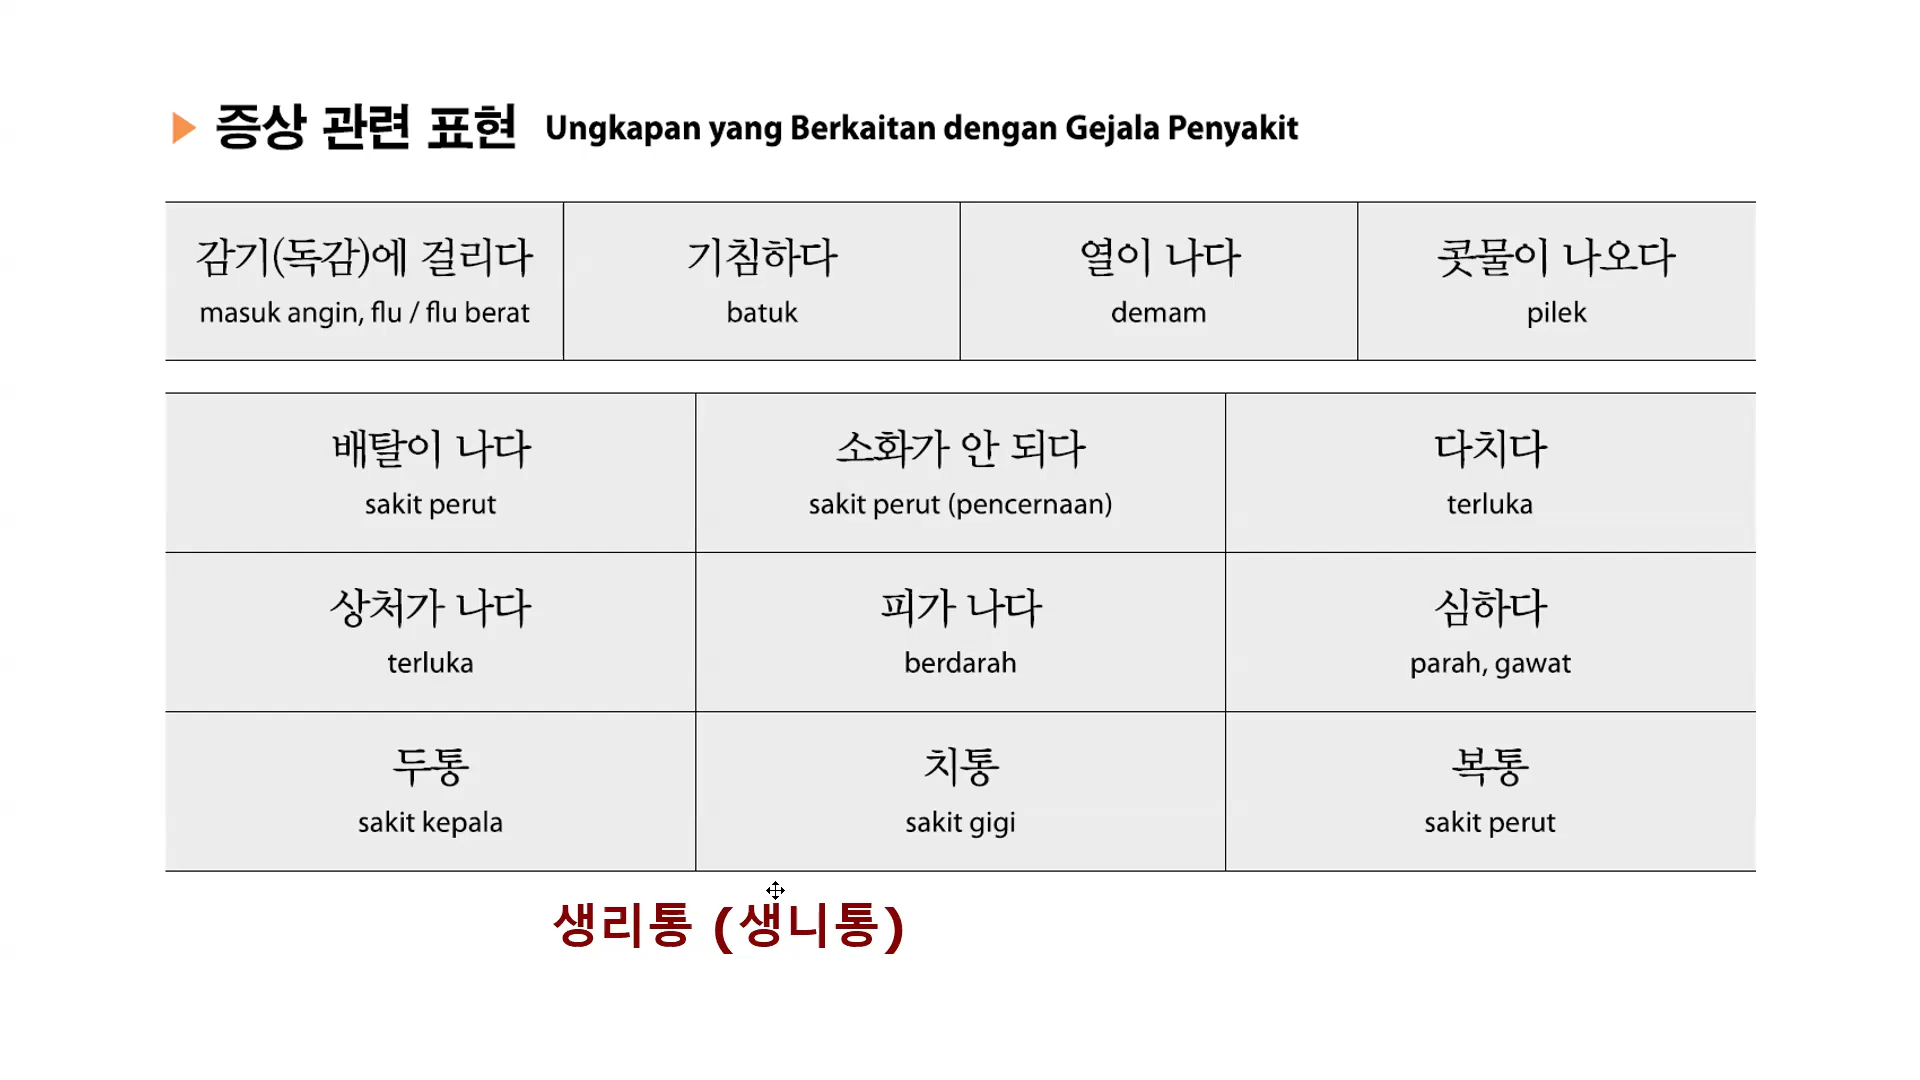 증상 관련 표현 Ungkapan yang Berkaitan dengan Gejala Penyakit
감기(독감)에 걸리다
masuk angin, flu / flu berat
기침하다
batuk
열이 나다
demam
콧물이 나오다
pilek
배탈이 나다
sakit perut
소화가 안 되다
sakit perut (pencernaan)
다치다
terluka
상처가 나다
terluka
피가 나다
berdarah
심하다
parah, gawat
두통
sakit kepala
치통
sakit gigi
복통
sakit perut
생리통 (생니통)